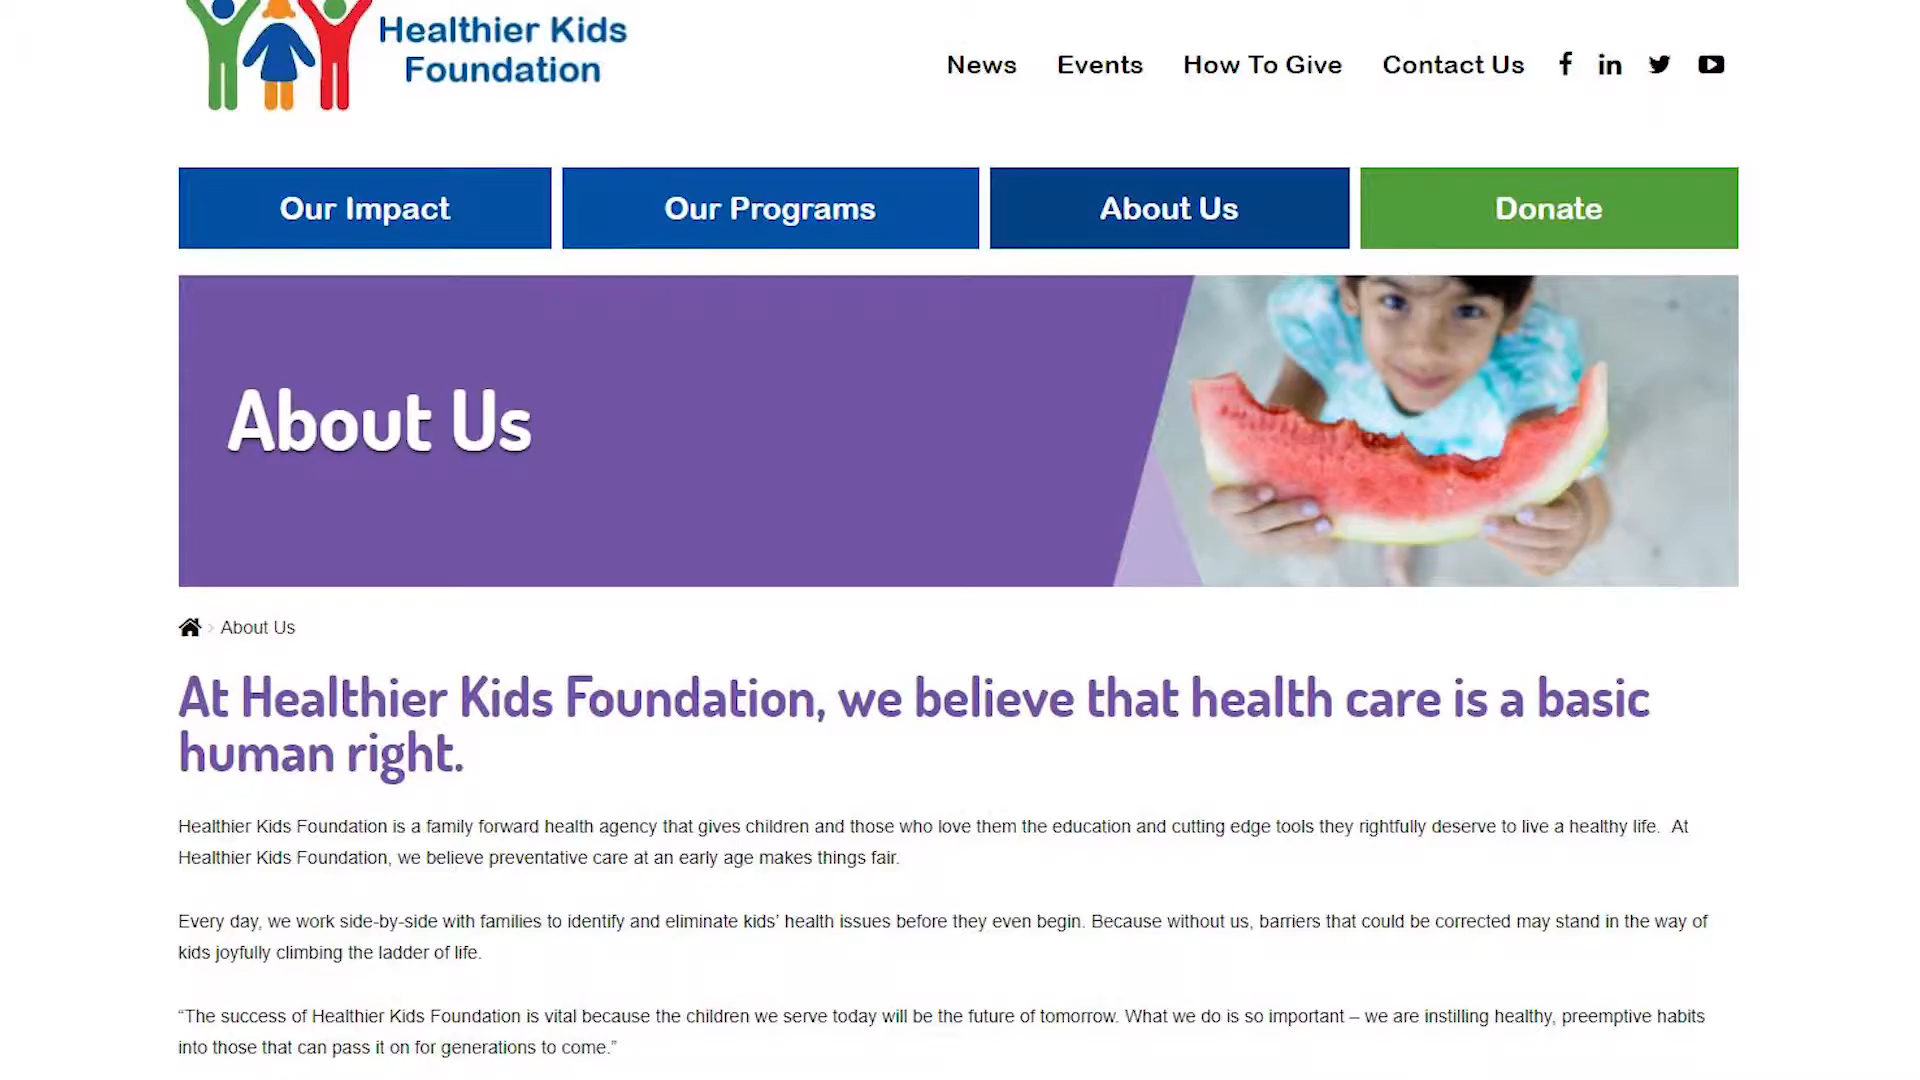 Healthier Kids
Foundation
News Events How To Give Contact Us
Our Impact Our Programs About Us Donate
About Us
About Us
At Healthier Kids Foundation, we believe that health care is a basic
human right.
Healthier Kids Foundation is a family forward health agency that gives children and those who love them the education and cutting edge tools they rightfully deserve to live a healthy life. At
Healthier Kids Foundation, we believe preventative care at an early age makes things fair.
Every day, we work side-by-side with families to identify and eliminate kids’ health issues before they even begin. Because without us, barriers that could be corrected may stand in the way of
kids joyfully climbing the ladder of life.
“The success of Healthier Kids Foundation is vital because the children we serve today will be the future of tomorrow. What we do is so important – we are instilling healthy, preemptive habits
into those that can pass it on for generations to come.”